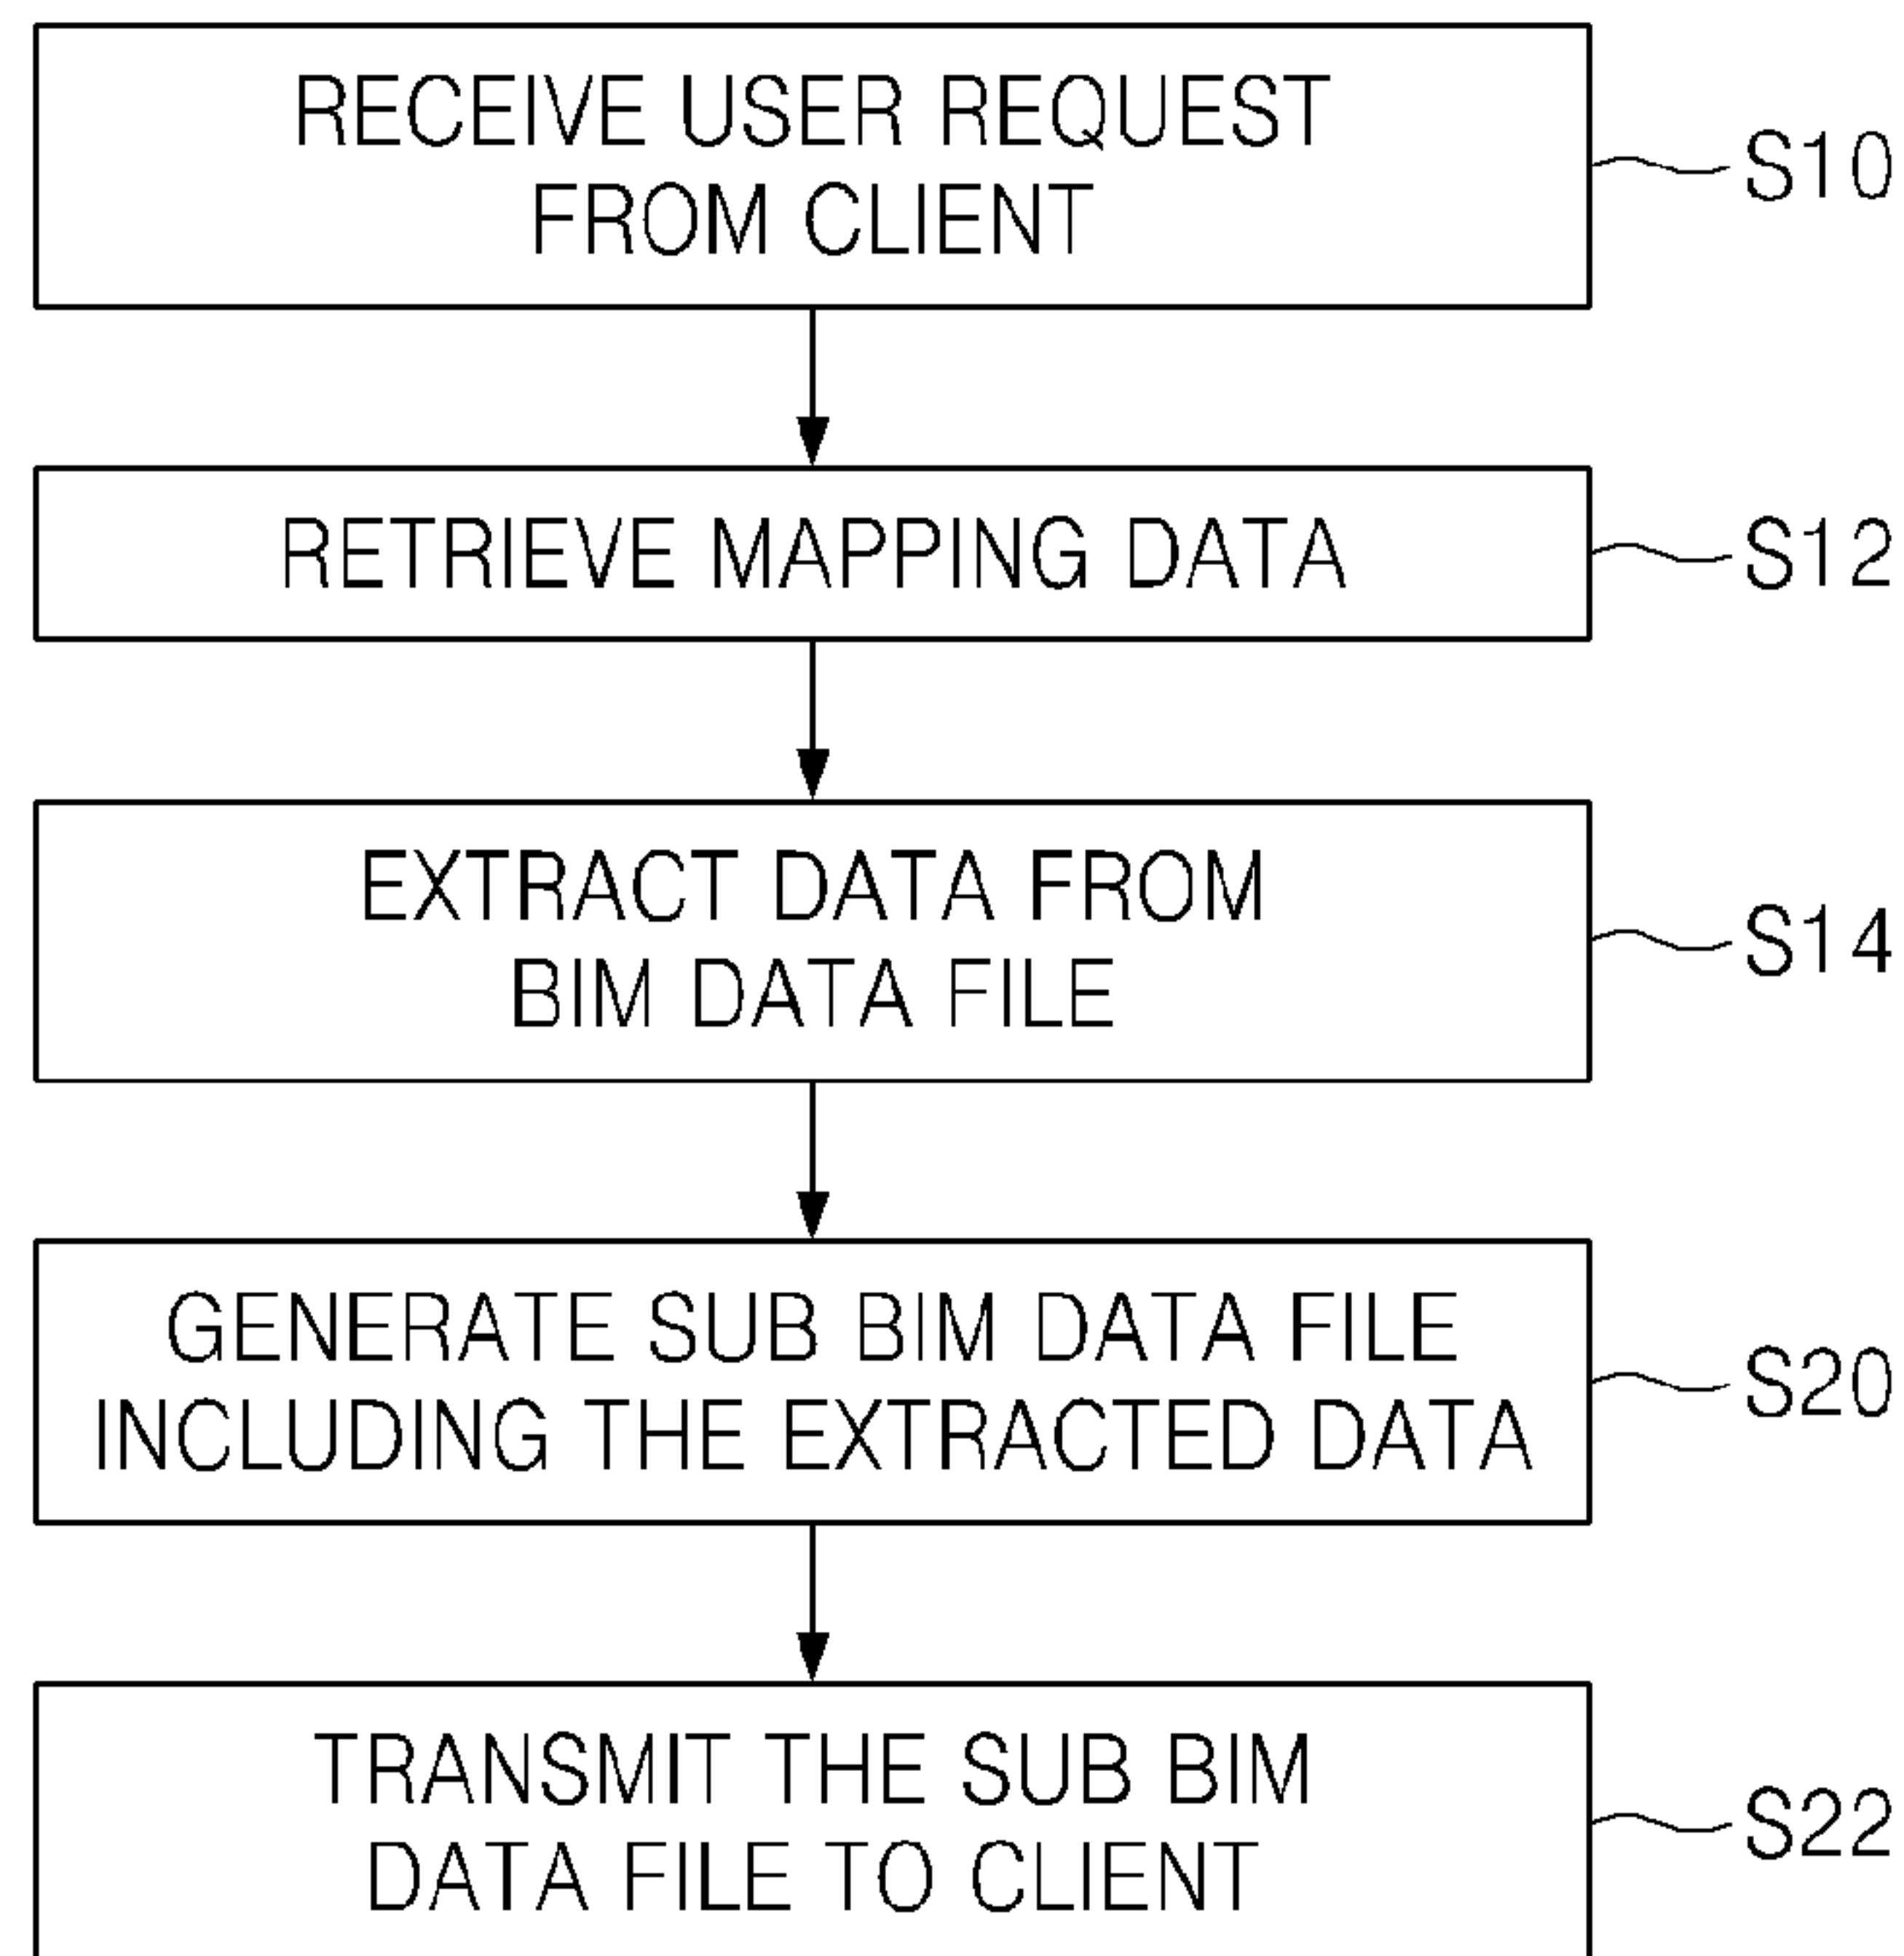 RECEIVE USER REQUEST
FROM CLIENT
S10
RETRIEVE MAPPING DATA
S12
EXTRACT DATA FROM
BIM DATA FILE
S14
GENERATE SUB BIM DATA FILE
INCLUDING THE EXTRACTED DATA
S20
TRANSMIT THE SUB BIM
DATA FILE TO CLIENT
S22